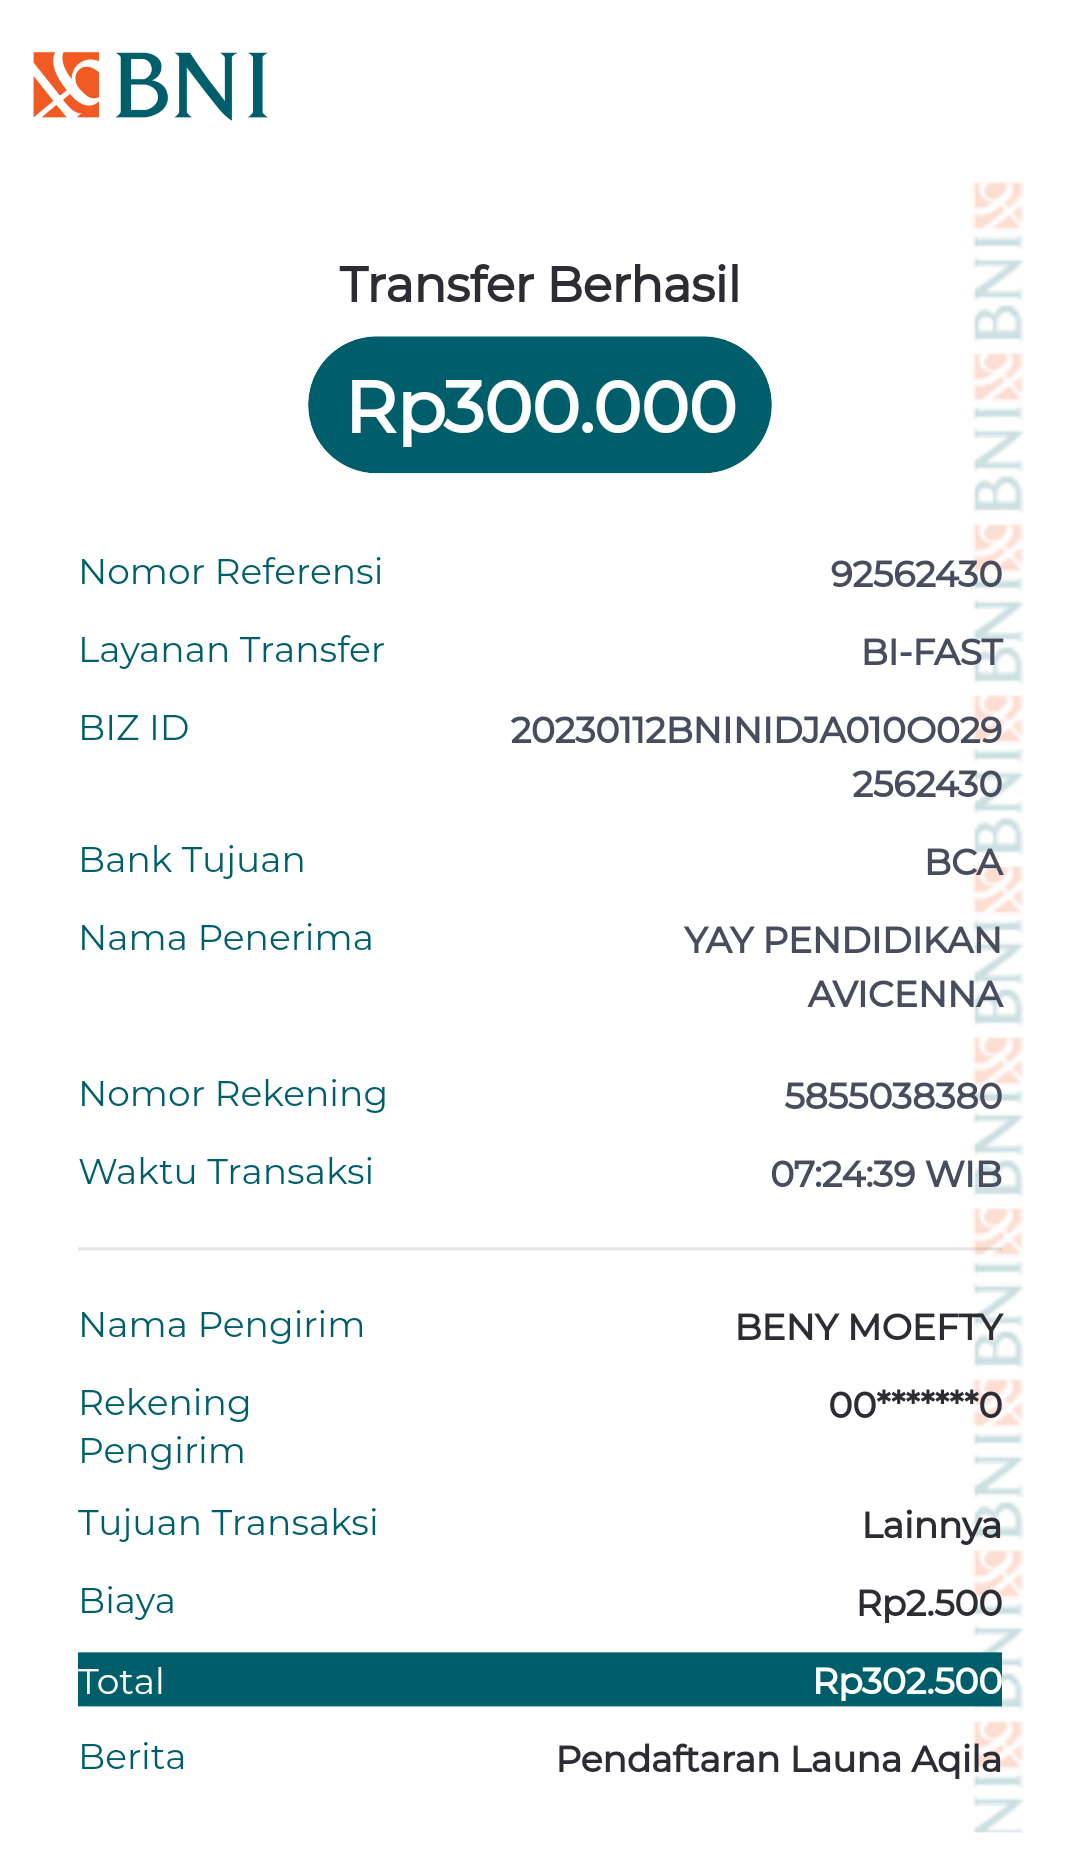 BNI
Transfer Berhasil
Rp300.000
Nomor Referensi 92562430
Layanan Transfer BI-FAST
BIZ ID 20230112BNINIDJA010O029
2562430
Bank Tujuan BCA
Nama Penerima YAY PENDIDIKAN
AVICENNA
Nomor Rekening 5855038380
Waktu Transaksi 07:24:39 WIB
Nama Pengirim BENY MOEFTY
Rekening 00*******0
Pengirim
Tujuan Transaksi Lainnya
Biaya Rp2.500
Total Rp302.500
Berita Pendaftaran Launa Aqila
BNI BNI BNI BNI BNI BNI BNI BNI BNI NI